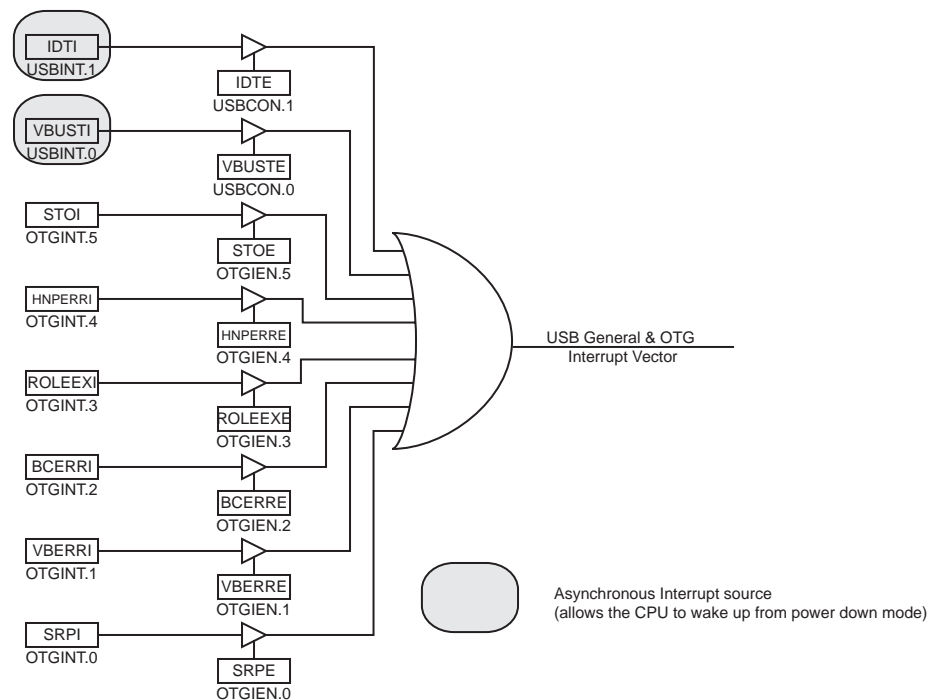 IDTI
USBINT.1
IDTE
USBCON.1
VBUSTI
USBINT.0
VBUSTE
USBCON.0
STOI
OTGINT.5
STOE
OTGIEN.5
HNPERRI
OTGINT.4
HNPERRE
OTGIEN.4
USB General & OTG
Interrupt Vector
ROLEEXI
OTGINT.3
ROLEEXE
OTGIEN.3
BCERRI
OTGINT.2
BCERRE
OTGIEN.2
VBERRI
OTGINT.1
VBERRE
OTGIEN.1
Asynchronous Interrupt source
(allows the CPU to wake up from power down mode)
SRPI
OTGINT.0
SRPE
OTGIEN.0